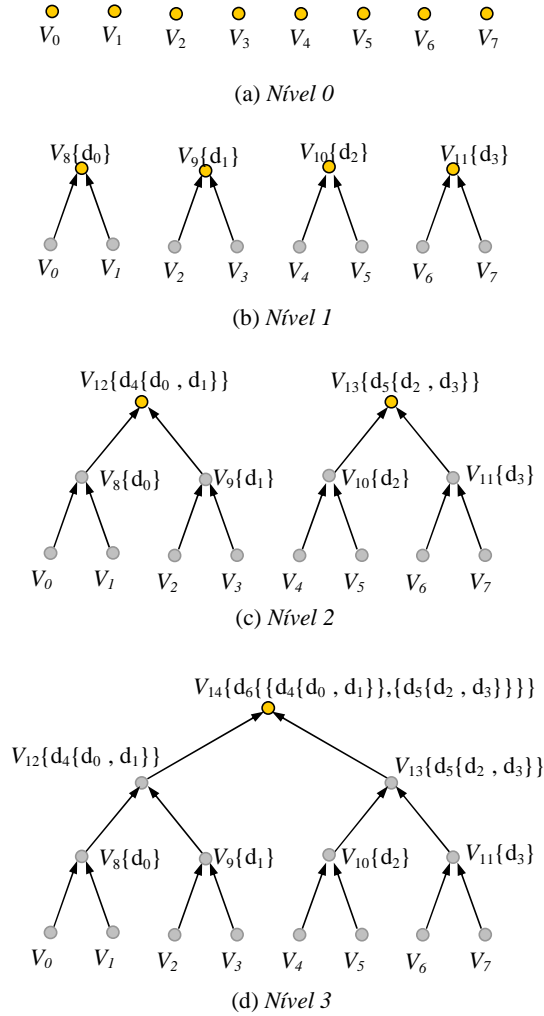 V0 V1 V2 V3 V4 V5 V6 V7
(a) Nível 0
V8{d0} V9{d1} V10{d2} V11{d3}
V0 V1 V2 V3 V4 V5 V6 V7
(b) Nível 1
V12{d4{d0 , d1}} V13{d5{d2 , d3}}
V8{d0} V9{d1} V10{d2} V11{d3}
V0 V1 V2 V3 V4 V5 V6 V7
(c) Nível 2
V14{d6{{d4{d0 , d1}},{d5{d2 , d3}}}}
V12{d4{d0 , d1}} V13{d5{d2 , d3}}
V8{d0} V9{d1} V10{d2} V11{d3}
V0 V1 V2 V3 V4 V5 V6 V7
(d) Nível 3